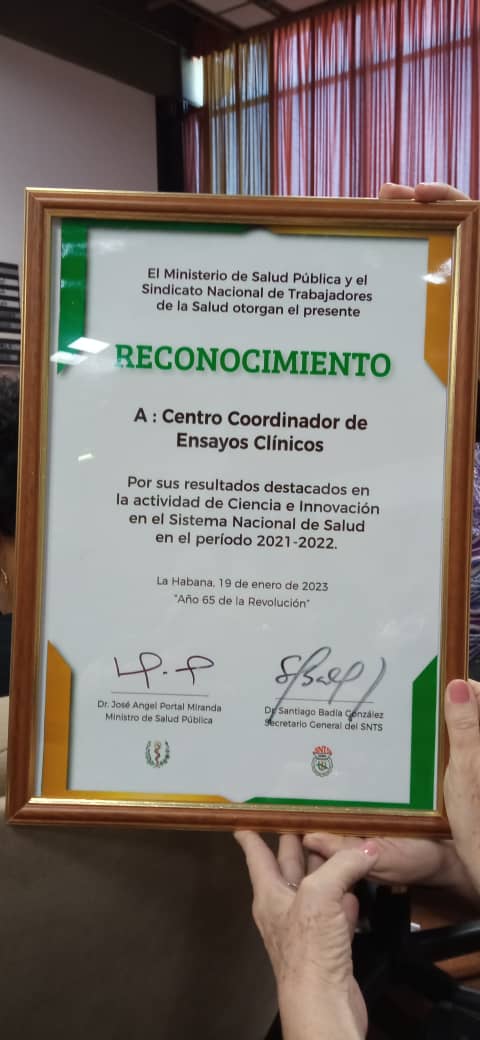 El Ministerio de Salud Pública y el
Sindicato Nacional de Trabajadores
de la Salud otorgan el presente
RECONOCIMIENTO
A : Centro Coordinador de
Ensayos Clínicos
Por sus resultados destacados en
la actividad de Ciencia e Innovación
en el Sistema Nacional de Salud
en el período 2021-2022.
La Habana, 19 de enero de 2023
"Año 65 de la Revolución"
Dr. José Angel Portal Miranda
Ministro de Salud Pública
Dr. Santiago Badía González
Secretario General del SNTS
SNTS